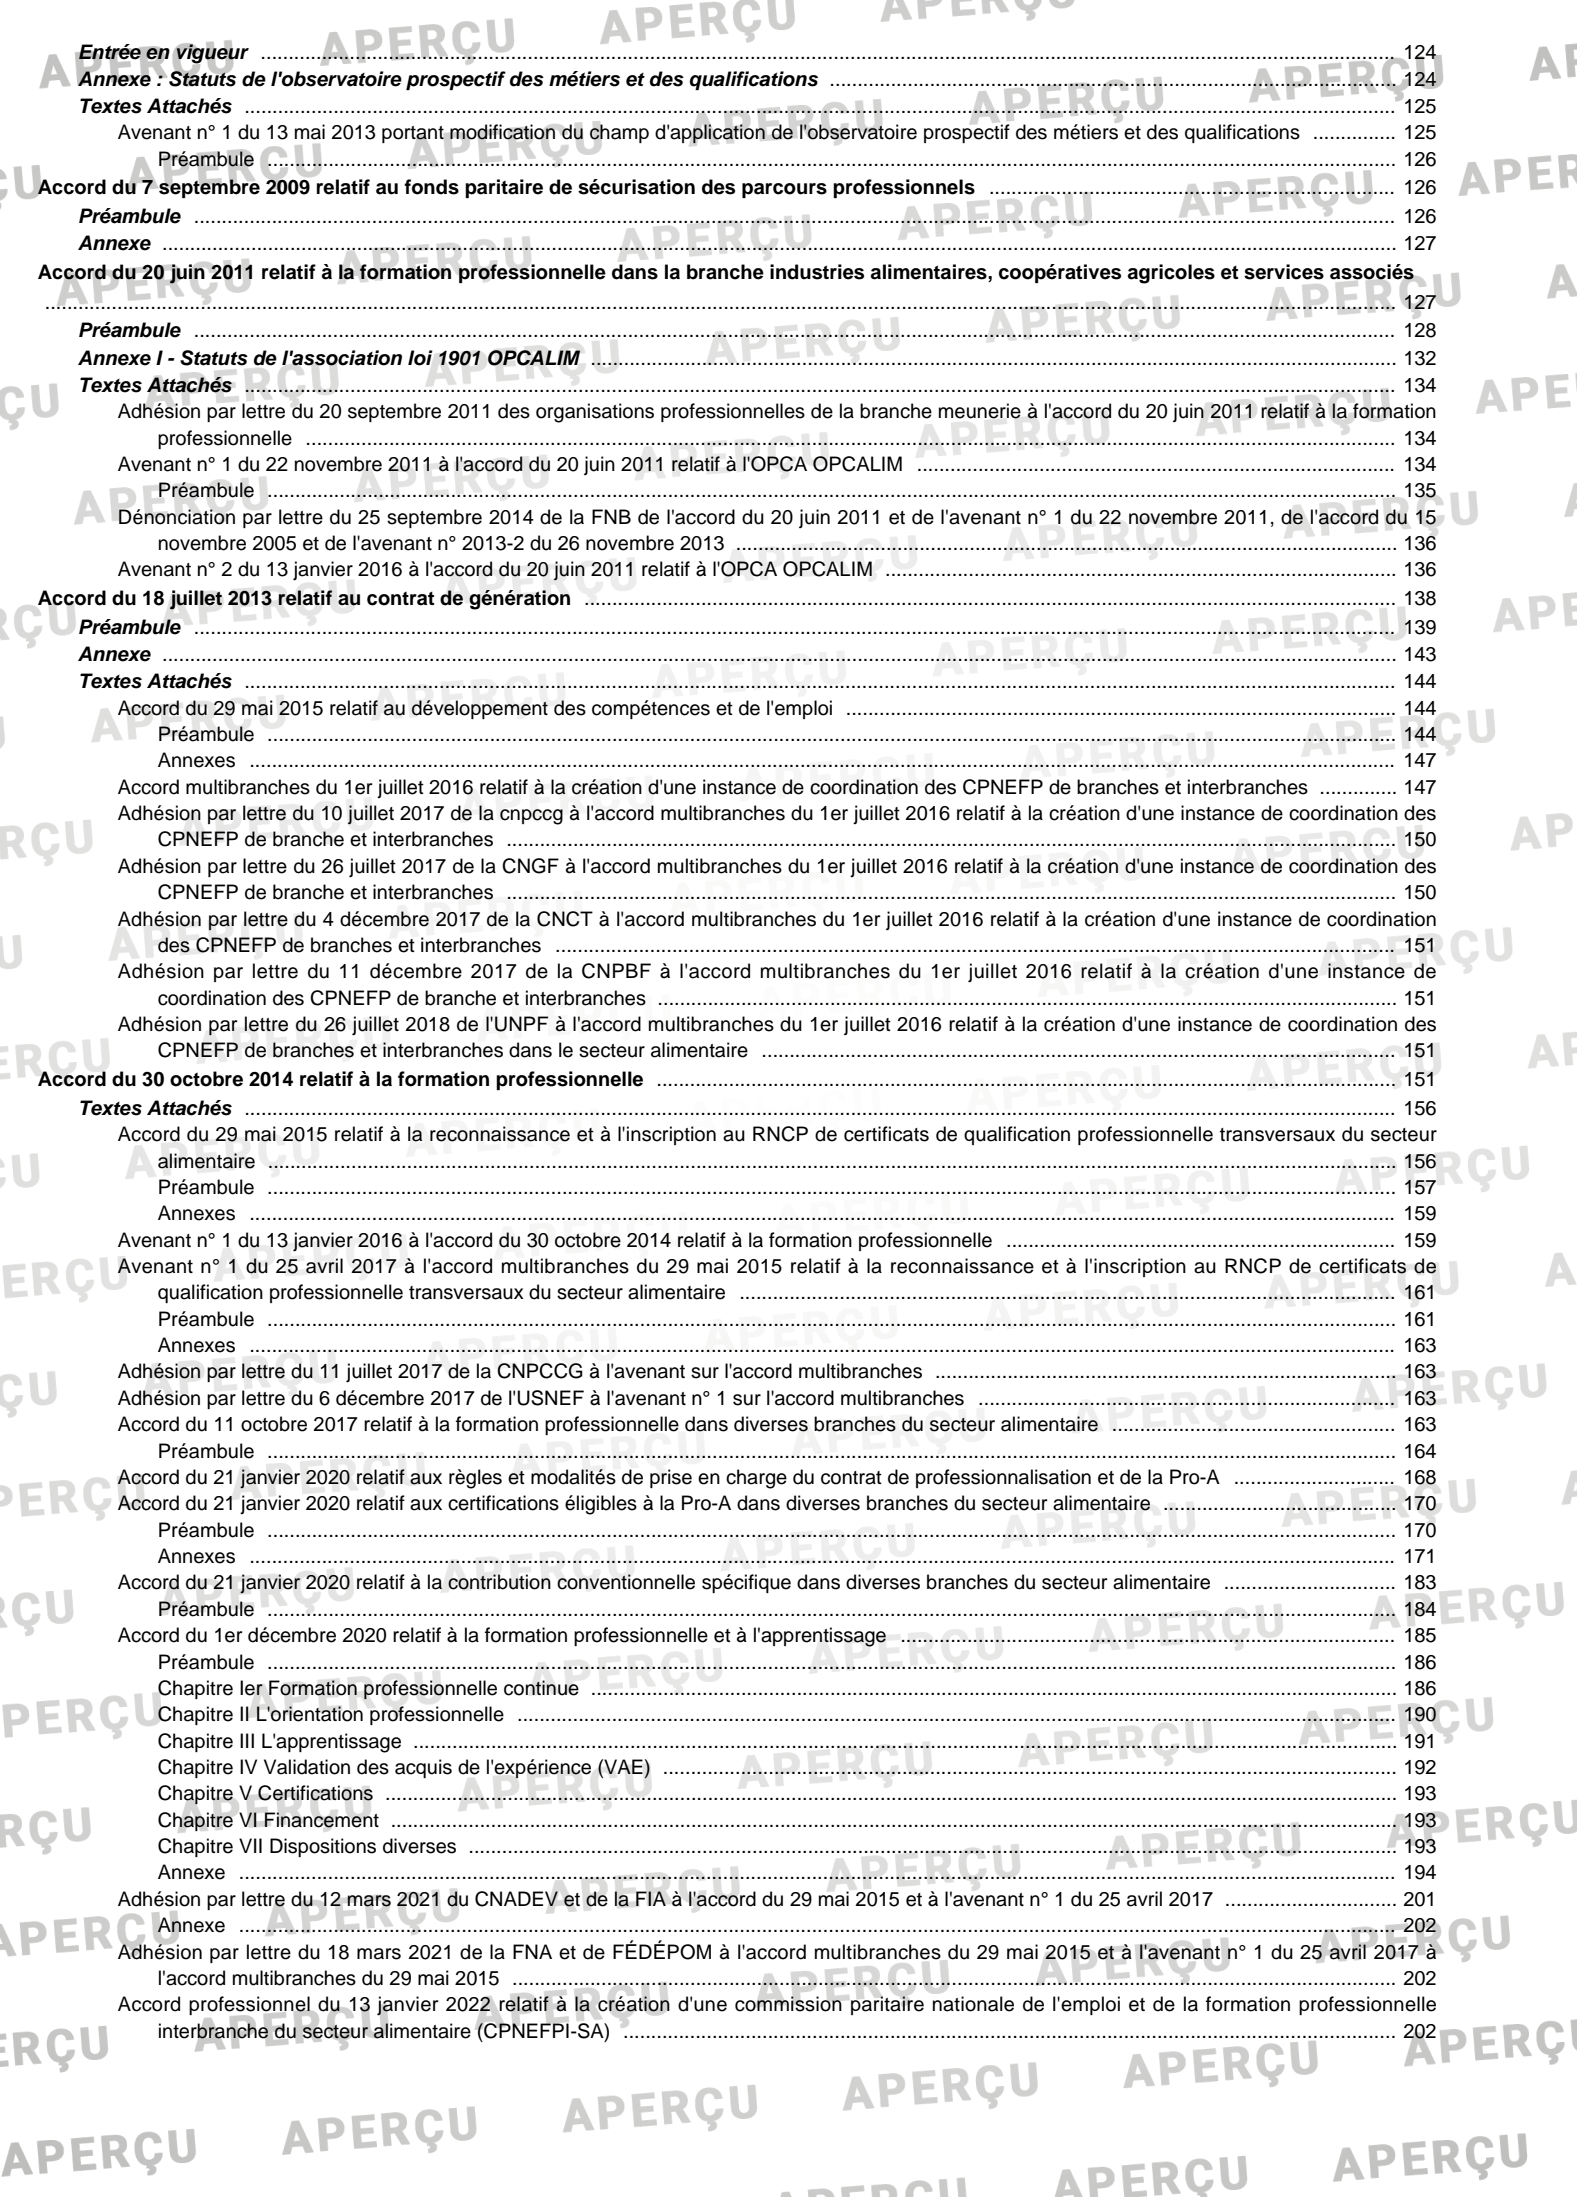 Entrée en vigueur 124
Annexe : Statuts de l'observatoire prospectif des métiers et des qualifications 124
Textes Attachés 125
Avenant n° 1 du 13 mai 2013 portant modification du champ d'application de l'observatoire prospectif des métiers et des qualifications 125
Préambule 126
Accord du 7 septembre 2009 relatif au fonds paritaire de sécurisation des parcours professionnels 126
Préambule 126
Annexe 127
Accord du 20 juin 2011 relatif à la formation professionnelle dans la branche industries alimentaires, coopératives agricoles et services associés
127
Préambule 128
Annexe I - Statuts de l'association loi 1901 OPCALIM 132
Textes Attachés 134
Adhésion par lettre du 20 septembre 2011 des organisations professionnelles de la branche meunerie à l'accord du 20 juin 2011 relatif à la formation
professionnelle 134
Avenant n° 1 du 22 novembre 2011 à l'accord du 20 juin 2011 relatif à l'OPCA OPCALIM 134
Préambule 135
Dénonciation par lettre du 25 septembre 2014 de la FNB de l'accord du 20 juin 2011 et de l'avenant n° 1 du 22 novembre 2011, de l'accord du 15
novembre 2005 et de l'avenant n° 2013-2 du 26 novembre 2013 136
Avenant n° 2 du 13 janvier 2016 à l'accord du 20 juin 2011 relatif à l'OPCA OPCALIM 136
Accord du 18 juillet 2013 relatif au contrat de génération 138
Préambule 139
Annexe 143
Textes Attachés 144
Accord du 29 mai 2015 relatif au développement des compétences et de l'emploi 144
Préambule 144
Annexes 147
Accord multibranches du 1er juillet 2016 relatif à la création d'une instance de coordination des CPNEFP de branches et interbranches 147
Adhésion par lettre du 10 juillet 2017 de la cnpccg à l'accord multibranches du 1er juillet 2016 relatif à la création d'une instance de coordination des
CPNEFP de branche et interbranches 150
Adhésion par lettre du 26 juillet 2017 de la CNGF à l'accord multibranches du 1er juillet 2016 relatif à la création d'une instance de coordination des
CPNEFP de branche et interbranches 150
Adhésion par lettre du 4 décembre 2017 de la CNCT à l'accord multibranches du 1er juillet 2016 relatif à la création d'une instance de coordination
des CPNEFP de branches et interbranches 151
Adhésion par lettre du 11 décembre 2017 de la CNPBF à l'accord multibranches du 1er juillet 2016 relatif à la création d'une instance de
coordination des CPNEFP de branche et interbranches 151
Adhésion par lettre du 26 juillet 2018 de l'UNPF à l'accord multibranches du 1er juillet 2016 relatif à la création d'une instance de coordination des
CPNEFP de branches et interbranches dans le secteur alimentaire 151
Accord du 30 octobre 2014 relatif à la formation professionnelle 151
Textes Attachés 156
Accord du 29 mai 2015 relatif à la reconnaissance et à l'inscription au RNCP de certificats de qualification professionnelle transversaux du secteur
alimentaire 156
Préambule 157
Annexes 159
Avenant n° 1 du 13 janvier 2016 à l'accord du 30 octobre 2014 relatif à la formation professionnelle 159
Avenant n° 1 du 25 avril 2017 à l'accord multibranches du 29 mai 2015 relatif à la reconnaissance et à l'inscription au RNCP de certificats de
qualification professionnelle transversaux du secteur alimentaire 161
Préambule 161
Annexes 163
Adhésion par lettre du 11 juillet 2017 de la CNPCCG à l'avenant sur l'accord multibranches 163
Adhésion par lettre du 6 décembre 2017 de l'USNEF à l'avenant n° 1 sur l'accord multibranches 163
Accord du 11 octobre 2017 relatif à la formation professionnelle dans diverses branches du secteur alimentaire 163
Préambule 164
Accord du 21 janvier 2020 relatif aux règles et modalités de prise en charge du contrat de professionnalisation et de la Pro-A 168
Accord du 21 janvier 2020 relatif aux certifications éligibles à la Pro-A dans diverses branches du secteur alimentaire 170
Préambule 170
Annexes 171
Accord du 21 janvier 2020 relatif à la contribution conventionnelle spécifique dans diverses branches du secteur alimentaire 183
Préambule 184
Accord du 1er décembre 2020 relatif à la formation professionnelle et à l'apprentissage 185
Préambule 186
Chapitre Ier Formation professionnelle continue 186
Chapitre II L'orientation professionnelle 190
Chapitre III L'apprentissage 191
Chapitre IV Validation des acquis de l'expérience (VAE) 192
Chapitre V Certifications 193
Chapitre VI Financement 193
Chapitre VII Dispositions diverses 193
Annexe 194
Adhésion par lettre du 12 mars 2021 du CNADEV et de la FIA à l'accord du 29 mai 2015 et à l'avenant n° 1 du 25 avril 2017 201
Annexe 202
Adhésion par lettre du 18 mars 2021 de la FNA et de FÉDÉPOM à l'accord multibranches du 29 mai 2015 et à l'avenant n° 1 du 25 avril 2017 à
l'accord multibranches du 29 mai 2015 202
Accord professionnel du 13 janvier 2022 relatif à la création d'une commission paritaire nationale de l'emploi et de la formation professionnelle
interbranche du secteur alimentaire (CPNEFPI-SA) 202